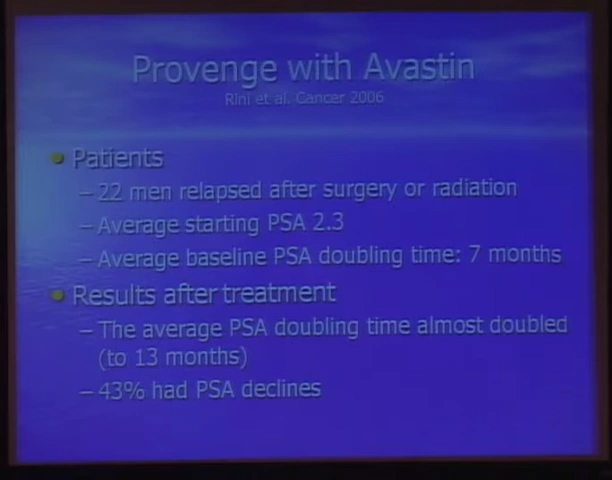 Provenge with Avastin
Rini et al. Cancer 2006
Patients
– 22 men relapsed after surgery or radiation
– Average starting PSA 2.3
– Average baseline PSA doubling time: 7 months
Results after treatment
– The average PSA doubling time almost doubled
(to 13 months)
– 43% had PSA declines